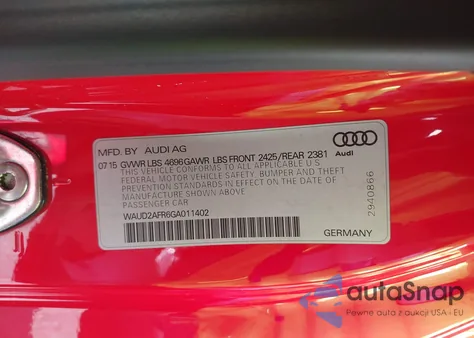 MFD. BY AUDI AG
07 15 GVWR LBS 4696 GAWR LBS FRONT 2425/REAR 2381
THIS VEHICLE CONFORMS TO ALL APPLICABLE U.S.
FEDERAL MOTOR VEHICLE SAFETY, BUMPER AND THEFT
PREVENTION STANDARDS IN EFFECT ON THE DATE OF
MANUFACTURE SHOWN ABOVE.
PASSENGER CAR
WAUD2AFR6GA011402
Audi
2940866
GERMANY
autaSnap
Pewne auta z aukcji USA i EU